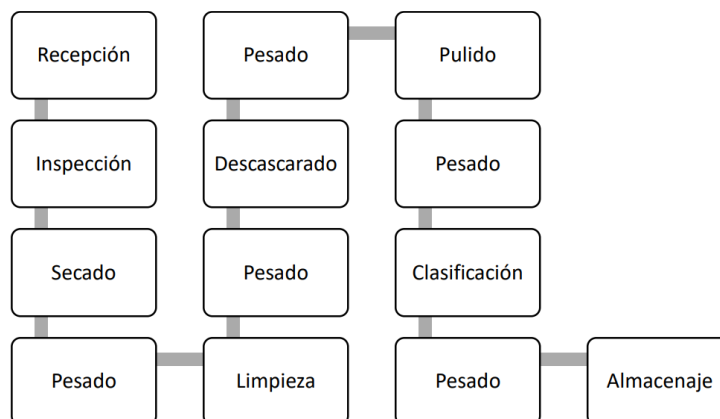 Recepción
Inspección
Secado
Pesado
Limpieza
Pesado
Descascarado
Pesado
Pulido
Pesado
Clasificación
Pesado
Almacenaje